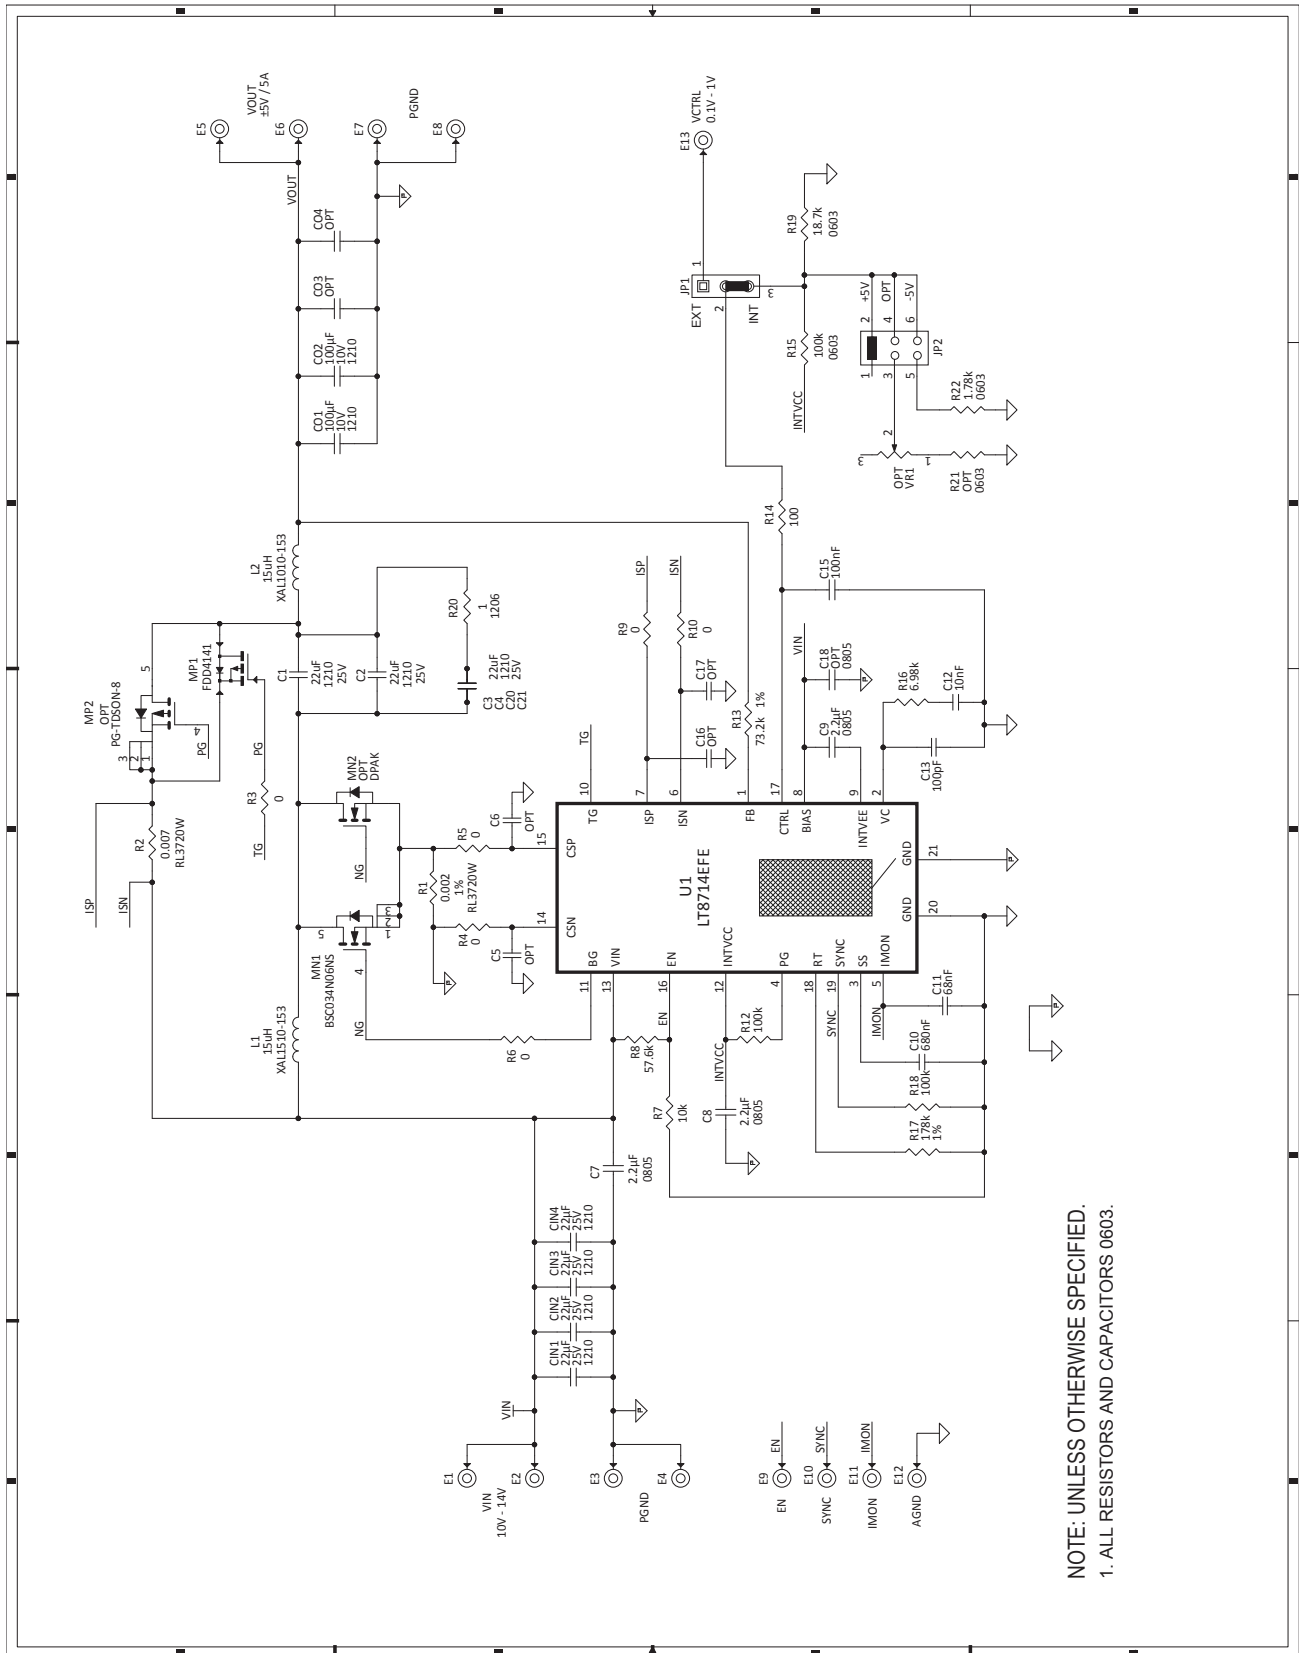 VOUT
±5V / 5A
E5
E6
E7
E8
PGND
VOUT
CO1
100µF
10V
1210
CO2
100µF
10V
1210
CO3
OPT
CO4
OPT
E13
VCTRL
0.1V - 1V
JP1
EXT
INT
1
2
3
R19
18.7k
0603
R15
100k
0603
INTVCC
+5V
OPT
-5V
2
4
6
1
3
5
JP2
R22
1.78k
0603
3
2
1
OPT
VR1
R21
OPT
0603
R14
100
L2
15uH
XAL1010-153
MP2
OPT
PG-TDSON-8
3
2
1
5
4
PG
MP1
FDD4141
PG
R3
0
TG
R2
0.007
RL3720W
ISP
ISN
C1
22uF
1210
25V
C2
22uF
1210
25V
R20
1
1206
C3
C4
C20
C21
22uF
1210
25V
MN2
OPT
DPAK
NG
MN1
BSC034N06NS
5
4
3
2
1
NG
L1
15uH
XAL1510-153
R1
0.002
1%
RL3720W
R5
0
R4
0
C6
OPT
C5
OPT
R6
0
TG
R9
0
ISP
R10
0
ISN
C16
OPT
C17
OPT
R13
73.2k 1%
C15
100nF
VIN
C18
OPT
0805
C9
2.2µF
0805
R16
6.98k
C12
10nF
C13
100pF
U1
LT8714EFE
15
CSP
14
CSN
10
TG
7
ISP
6
ISN
1
FB
17
CTRL
8
BIAS
9
INTVEE
2
VC
GND
21
GND
20
11
BG
13
VIN
16
EN
12
INTVCC
4
PG
18
RT
19
SYNC
3
SS
5
IMON
EN
R8
57.6k
R7
10k
INTVCC
R12
100k
C8
2.2µF
0805
C7
2.2µF
0805
SYNC
IMON
C11
68nF
C10
680nF
R18
100k
R17
178k
1%
CIN1
22µF
25V
1210
CIN2
22µF
25V
1210
CIN3
22µF
25V
1210
CIN4
22µF
25V
1210
VIN
E1
VIN
10V - 14V
E2
E3
PGND
E4
E9
EN
EN
E10
SYNC
SYNC
E11
IMON
IMON
E12
AGND
NOTE: UNLESS OTHERWISE SPECIFIED.
1. ALL RESISTORS AND CAPACITORS 0603.